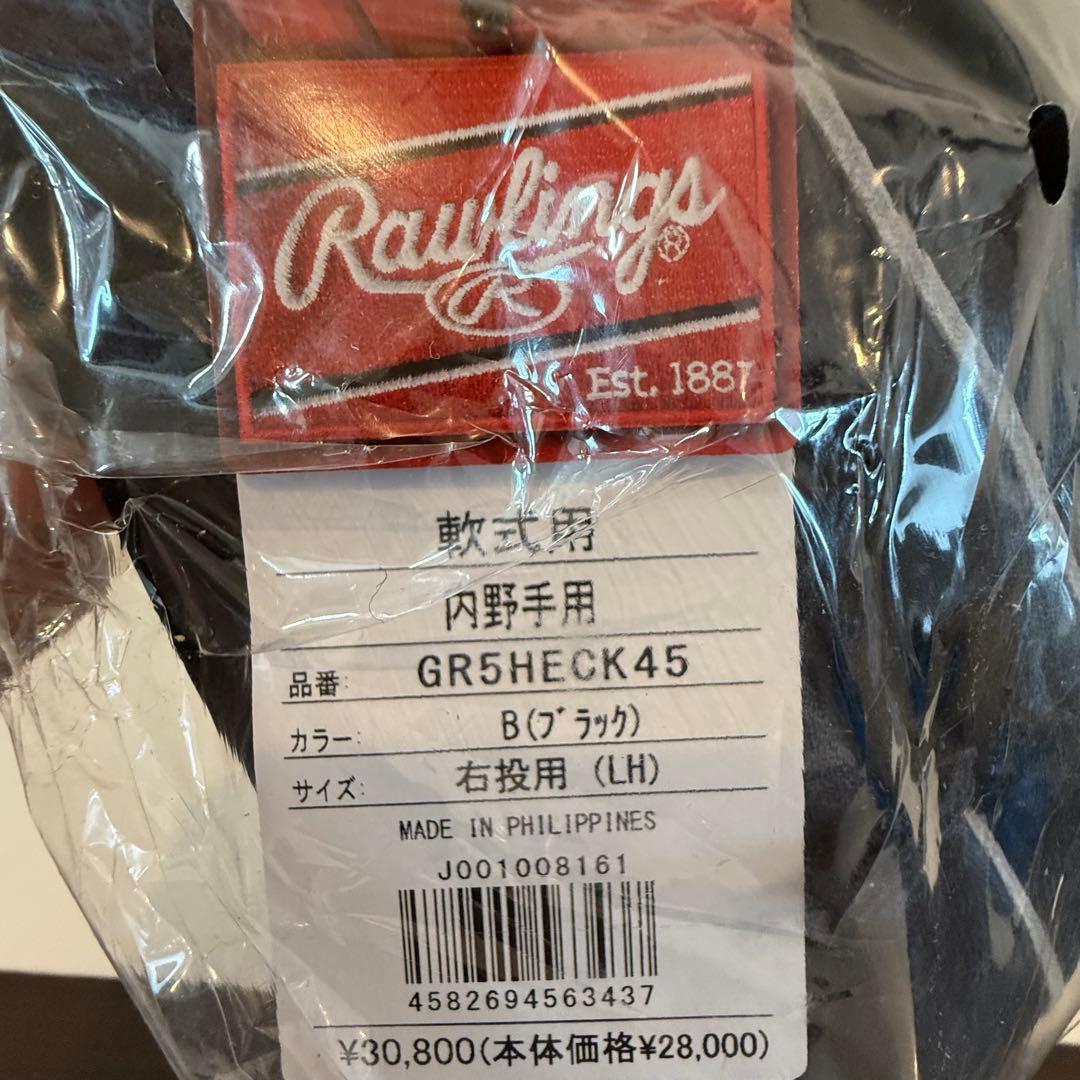 Rawlings®
R
Est. 1887
軟式用
内野手用
品番: GR5HECK45
カラー: B(ﾌﾞﾗｯｸ)
サイズ: 右投用 (LH)
MADE IN PHILIPPINES
J001008161
4582694563437
¥30,800(本体価格¥28,000)